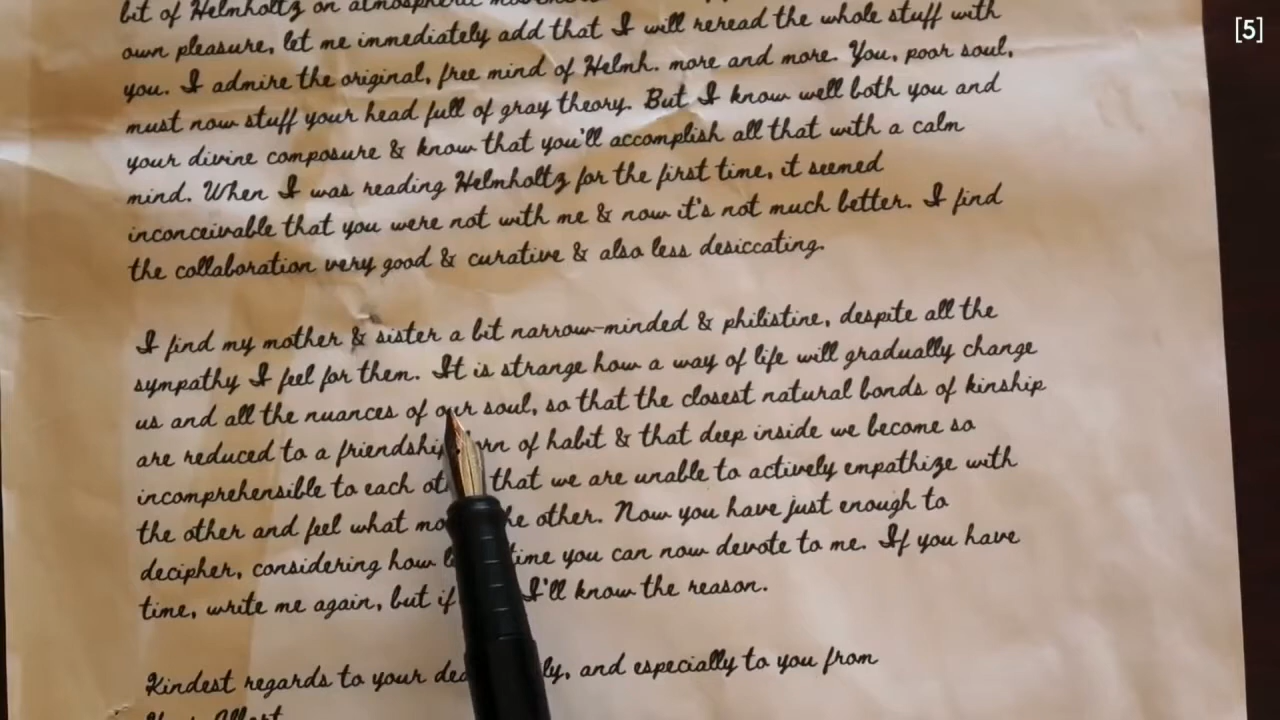 [5]
bit of Helmholtz on atmospheric
own pleasure, let me immediately add that I will reread the whole stuff with
you. I admire the original, free mind of Helmh. more and more. You, poor soul,
must now stuff your head full of gray theory. But I know well both you and
your divine composure & know that you'll accomplish all that with a calm
mind. When I was reading Helmholtz for the first time, it seemed
inconceivable that you were not with me & now it's not much better. I find
the collaboration very good & curative & also less desiccating.
I find my mother & sister a bit narrow-minded & philistine, despite all the
sympathy I feel for them. It is strange how a way of life will gradually change
us and all the nuances of our soul, so that the closest natural bonds of kinship
are reduced to a friendship of habit & that deep inside we become so
incomprehensible to each that we are unable to actively empathize with
the other and feel what the other. Now you have just enough to
decipher, considering how time you can now devote to me. If you have
time, write me again, but if I'll know the reason.
Kindest regards to your and especially to you from